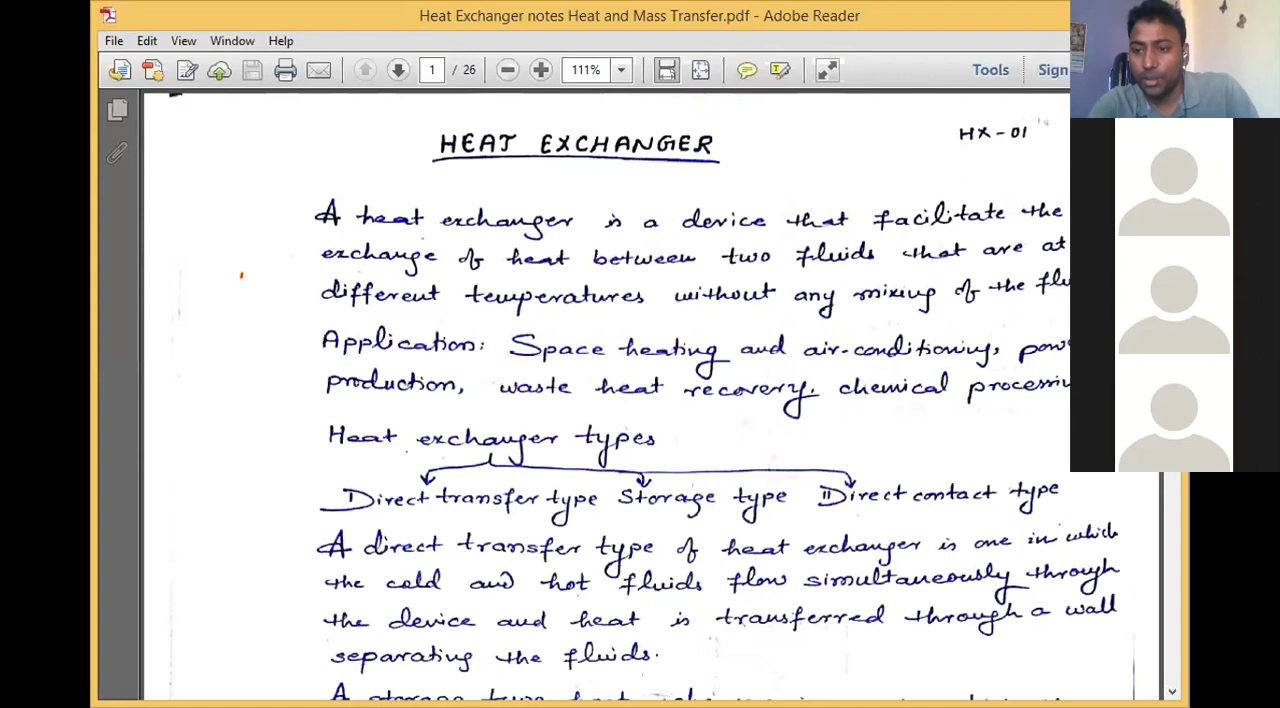 Heat Exchanger notes Heat and Mass Transfer.pdf - Adobe Reader
File Edit View Window Help
1 / 26 111% Tools Sign
HEAT EXCHANGER
HX-01
A heat exchanger is a device that facilitate the
exchange of heat between two fluids that are at
different temperatures without any mixing of the flu
Application: Space heating and air-conditioning, pow
production, waste heat recovery, chemical processin
Heat exchanger types
Direct transfer type Storage type Direct contact type
A direct transfer type of heat exchanger is one in which
the cold and hot fluids flow simultaneously through
the device and heat is transferred through a wall
separating the fluids.
A storage